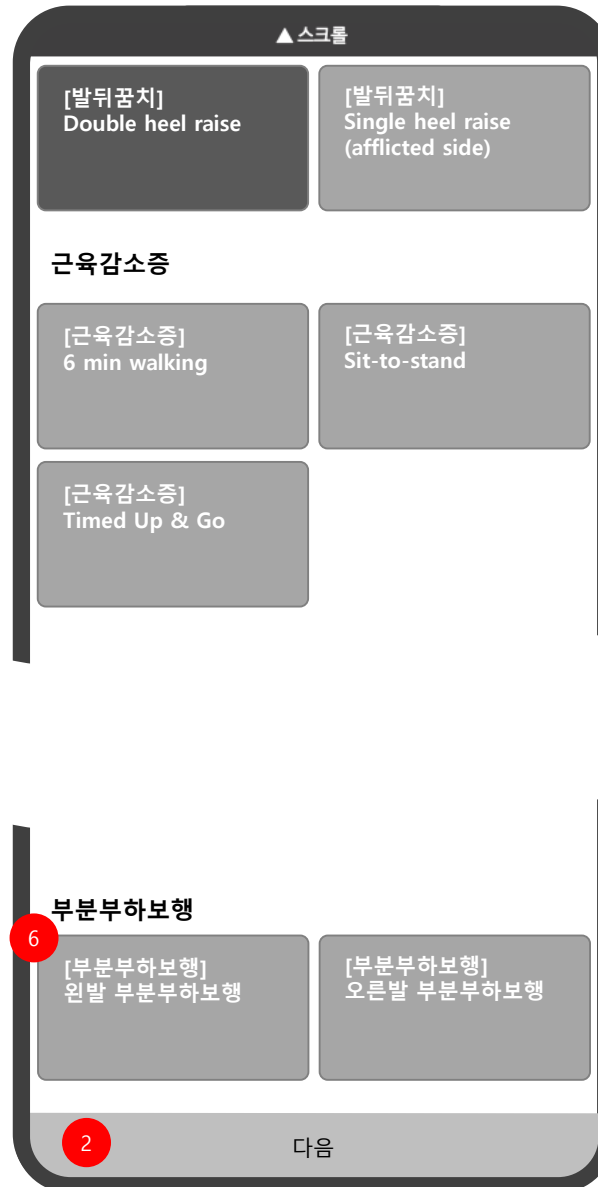 ▲ 스크롤
[발뒤꿈치]
Double heel raise
[발뒤꿈치]
Single heel raise
(afflicted side)
근육감소증
[근육감소증]
6 min walking
[근육감소증]
Sit-to-stand
[근육감소증]
Timed Up & Go
부분부하보행
6
[부분부하보행]
왼발 부분부하보행
[부분부하보행]
오른발 부분부하보행
2
다음